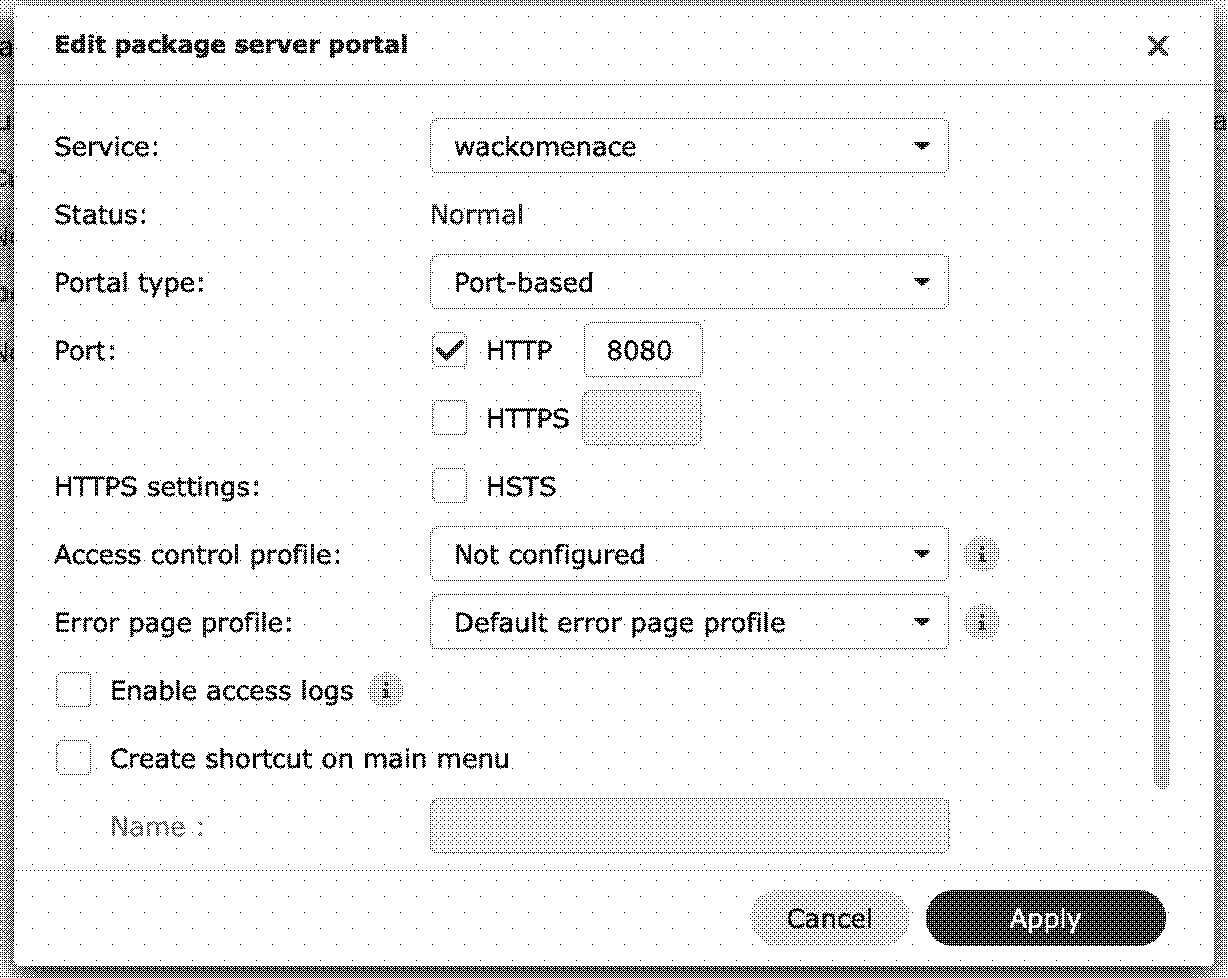 Edit package server portal
Service: wackomenace
Status: Normal
Portal type: Port-based
Port: HTTP 8080
HTTPS
HTTPS settings: HSTS
Access control profile: Not configured i
Error page profile: Default error page profile i
Enable access logs i
Create shortcut on main menu
Name :
Cancel Apply